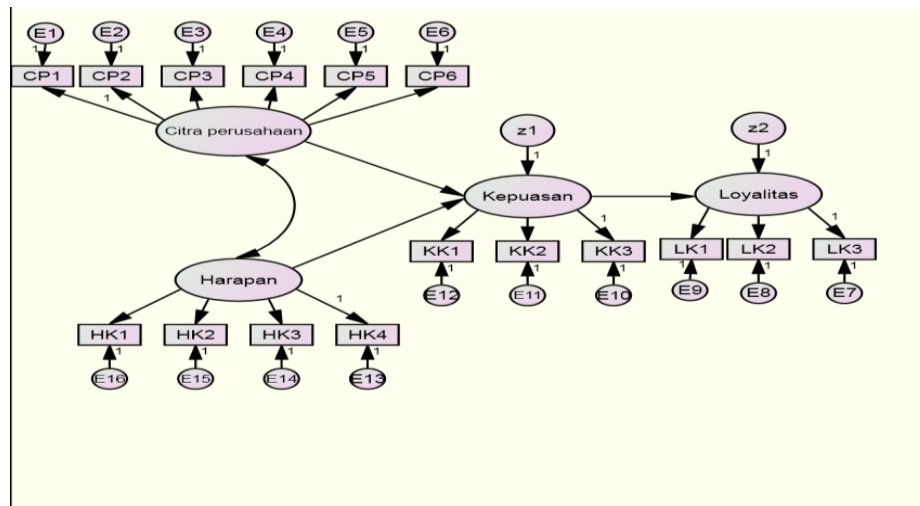 E1 E2 E3 E4 E5 E6
1 1 1 1 1 1
CP1 CP2 CP3 CP4 CP5 CP6
1
Citra perusahaan
z1 z2
1 1
Kepuasan Loyalitas
1 1
KK1 KK2 KK3 LK1 LK2 LK3
1 1 1 1 1 1
E12 E11 E10 E9 E8 E7
Harapan
1
HK1 HK2 HK3 HK4
1 1 1 1
E16 E15 E14 E13